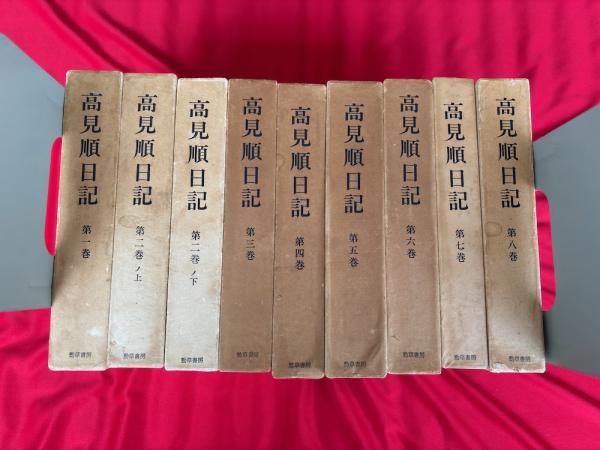 高見順日記
第一巻
勁草書房
高見順日記
第二巻ノ上
勁草書房
高見順日記
第二巻ノ下
勁草書房
高見順日記
第三巻
勁草書房
高見順日記
第四巻
勁草書房
高見順日記
第五巻
勁草書房
高見順日記
第六巻
勁草書房
高見順日記
第七巻
勁草書房
高見順日記
第八巻
勁草書房